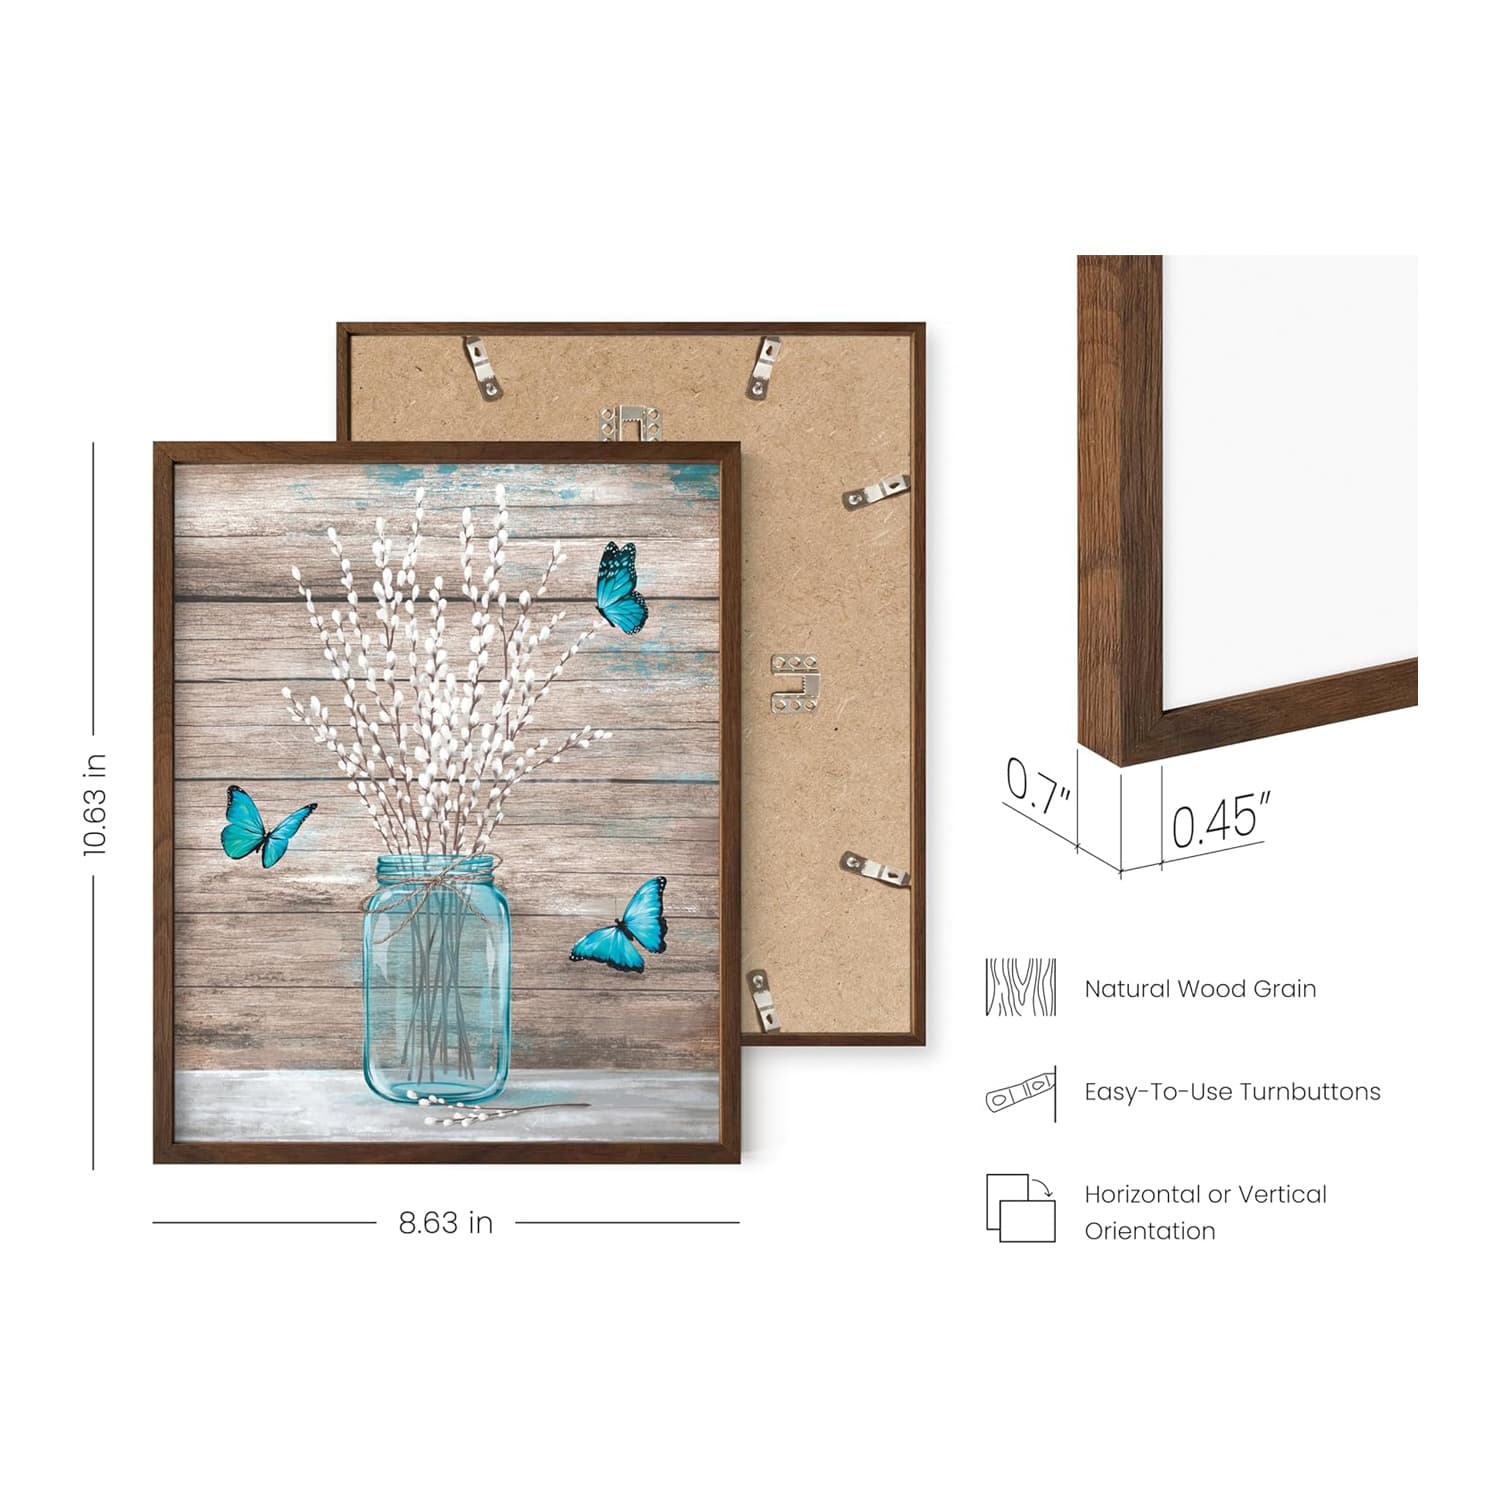 10.63 in
8.63 in
0.7"
0.45"
Natural Wood Grain
Easy-To-Use Turnbuttons
Horizontal or Vertical
Orientation